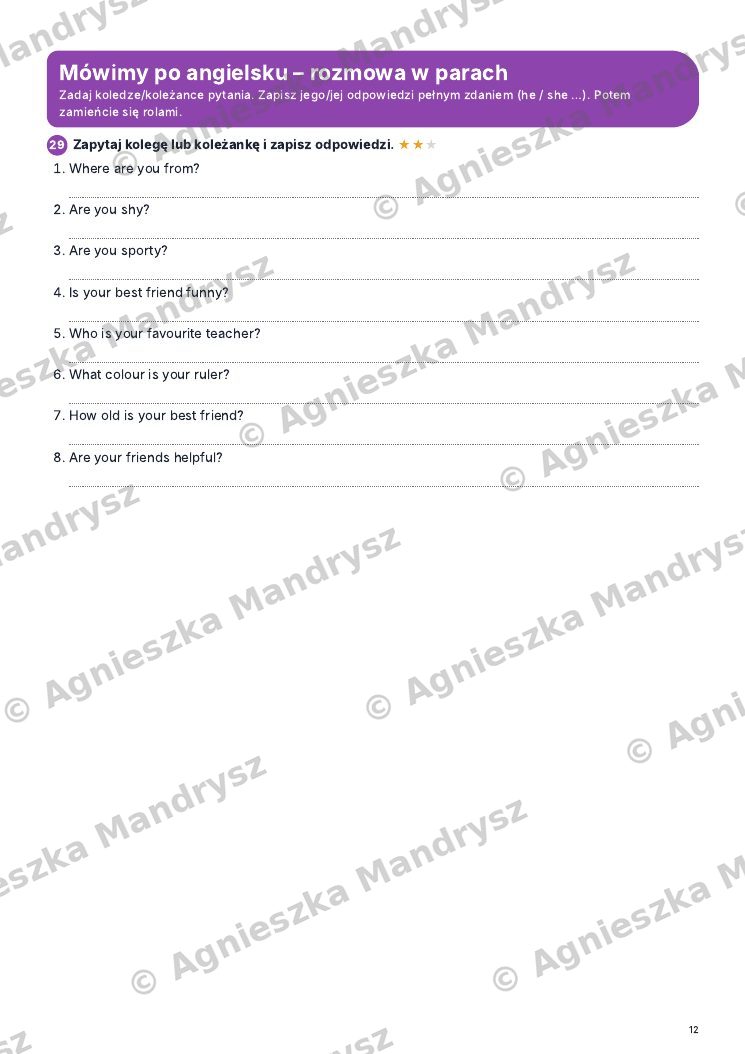 Mówimy po angielsku – rozmowa w parach
Zadaj koledze/koleżance pytania. Zapisz jego/jej odpowiedzi pełnym zdaniem (he / she ...). Potem
zamieńcie się rolami.
29 Zapytaj kolegę lub koleżankę i zapisz odpowiedzi. ★★★
1. Where are you from?
2. Are you shy?
3. Are you sporty?
4. Is your best friend funny?
5. Who is your favourite teacher?
6. What colour is your ruler?
7. How old is your best friend?
8. Are your friends helpful?
© Agnieszka Mandrysz
12